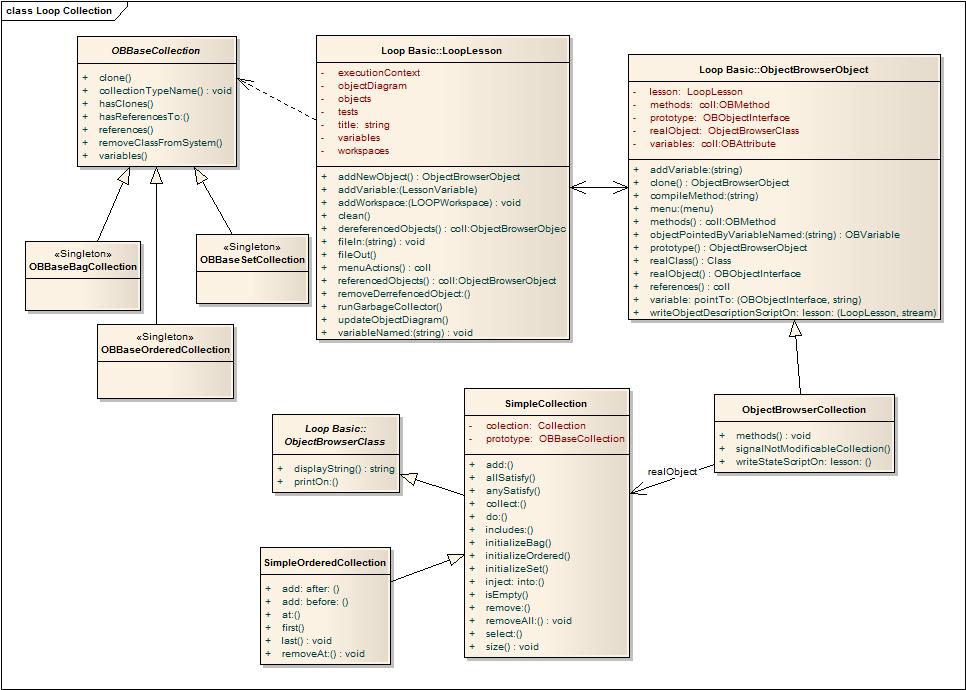 class Loop Collection
OBBaseCollection
+ clone()
+ collectionTypeName() : void
+ hasClones()
+ hasReferencesTo:()
+ references()
+ removeClassFromSystem()
+ variables()
Loop Basic::LoopLesson
- executionContext
- objectDiagram
- objects
- tests
- title: string
- variables
- workspaces
+ addNewObject() : ObjectBrowserObject
+ addVariable:(LessonVariable)
+ addWorkspace:(LOOPWorkspace) : void
+ clean()
+ dereferencedObjects() : coll:ObjectBrowserObjec
+ fileIn:(string) : void
+ fileOut()
+ menuActions() : coll
+ referencedObjects() : coll:ObjectBrowserObject
+ removeDerrefencedObject:()
+ runGarbageCollector()
+ updateObjectDiagram()
+ variableNamed:(string) : void
Loop Basic::ObjectBrowserObject
- lesson: LoopLesson
- methods: coll:OBMethod
- prototype: OBObjectInterface
- realObject: ObjectBrowserClass
- variables: coll:OBAttribute
+ addVariable:(string)
+ clone() : ObjectBrowserObject
+ compileMethod:(string)
+ menu:(menu)
+ methods() : coll:OBMethod
+ objectPointedByVariableNamed:(string) : OBVariable
+ prototype() : ObjectBrowserObject
+ realClass() : Class
+ realObject() : OBObjectInterface
+ references() : coll
+ variable: pointTo: (OBObjectInterface, string)
+ writeObjectDescriptionScriptOn: lesson: (LoopLesson, stream)
«Singleton»
OBBaseBagCollection
«Singleton»
OBBaseSetCollection
«Singleton»
OBBaseOrderedCollection
Loop Basic::
ObjectBrowserClass
+ displayString() : string
+ printOn:()
SimpleCollection
- colection: Collection
- prototype: OBBaseCollection
+ add:()
+ allSatisfy()
+ anySatisfy()
+ collect:()
+ do:()
+ includes:()
+ initializeBag()
+ initializeOrdered()
+ initializeSet()
+ inject: into:()
+ isEmpty()
+ remove:()
+ removeAll:() : void
+ select:()
+ size() : void
realObject
ObjectBrowserCollection
+ methods() : void
+ signalNotModificableCollection()
+ writeStateScriptOn: lesson: ()
SimpleOrderedCollection
+ add: after: ()
+ add: before: ()
+ at:()
+ first()
+ last() : void
+ removeAt:() : void